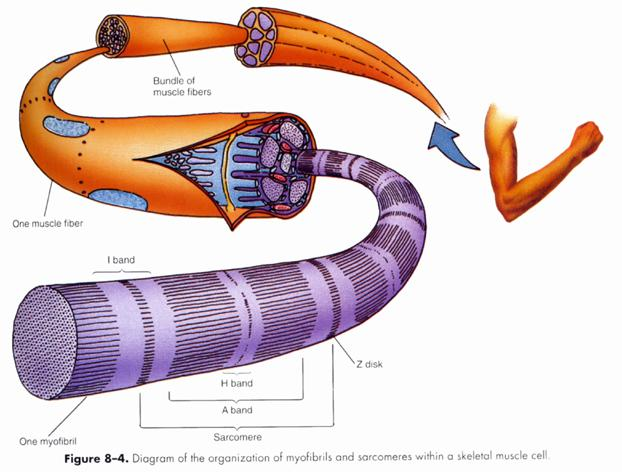 Bundle of
muscle fibers
One muscle fiber
I band
Z disk
H band
A band
Sarcomere
One myofibril
Figure 8–4. Diagram of the organization of myofibrils and sarcomeres within a skeletal muscle cell.